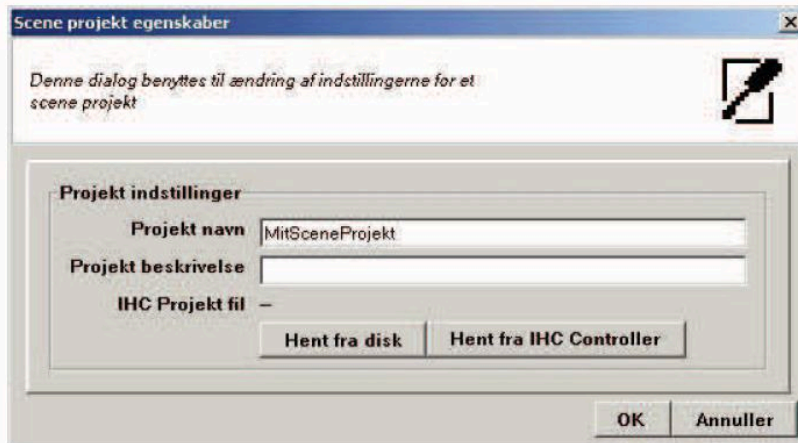 Scene projekt egenskaber
Denne dialog benyttes til ændring af indstillingerne for et
scene projekt
Projekt indstillinger
Projekt navn MitSceneProjekt
Projekt beskrivelse
IHC Projekt fil –
Hent fra disk Hent fra IHC Controller
OK Annuller